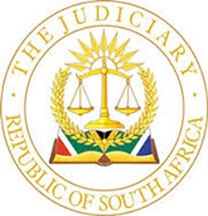 THE JUDICIARY
REPUBLIC OF SOUTH AFRICA